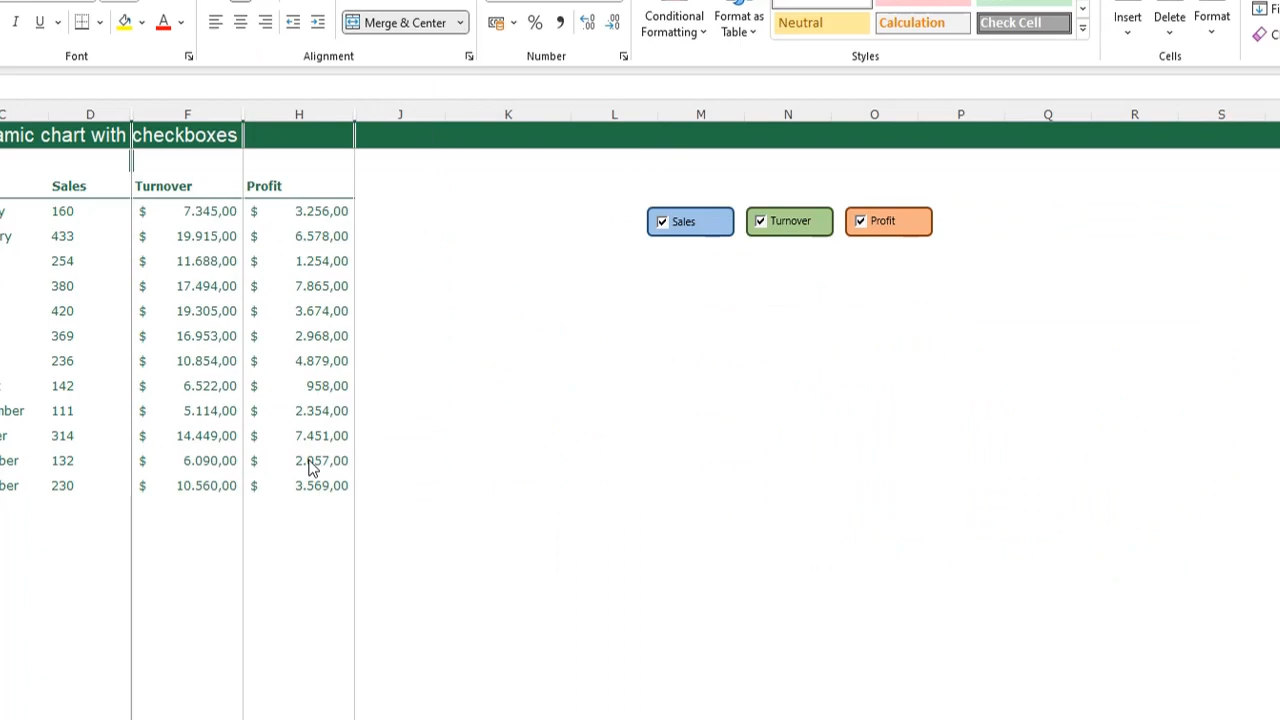 I U A
Merge & Center
%
Conditional Formatting
Format as Table
Neutral
Calculation
Check Cell
Insert
Delete
Format
Font
Alignment
Number
Styles
Cells
C D F H J K L M N O P Q R S
amic chart with checkboxes
Sales Turnover Profit
y 160 $ 7.345,00 $ 3.256,00
ry 433 $ 19.915,00 $ 6.578,00
254 $ 11.688,00 $ 1.254,00
380 $ 17.494,00 $ 7.865,00
420 $ 19.305,00 $ 3.674,00
369 $ 16.953,00 $ 2.968,00
236 $ 10.854,00 $ 4.879,00
142 $ 6.522,00 $ 958,00
mber 111 $ 5.114,00 $ 2.354,00
er 314 $ 14.449,00 $ 7.451,00
ber 132 $ 6.090,00 $
ber 230 $ 10.560,00 $ 3.569,00
Sales
Turnover
Profit